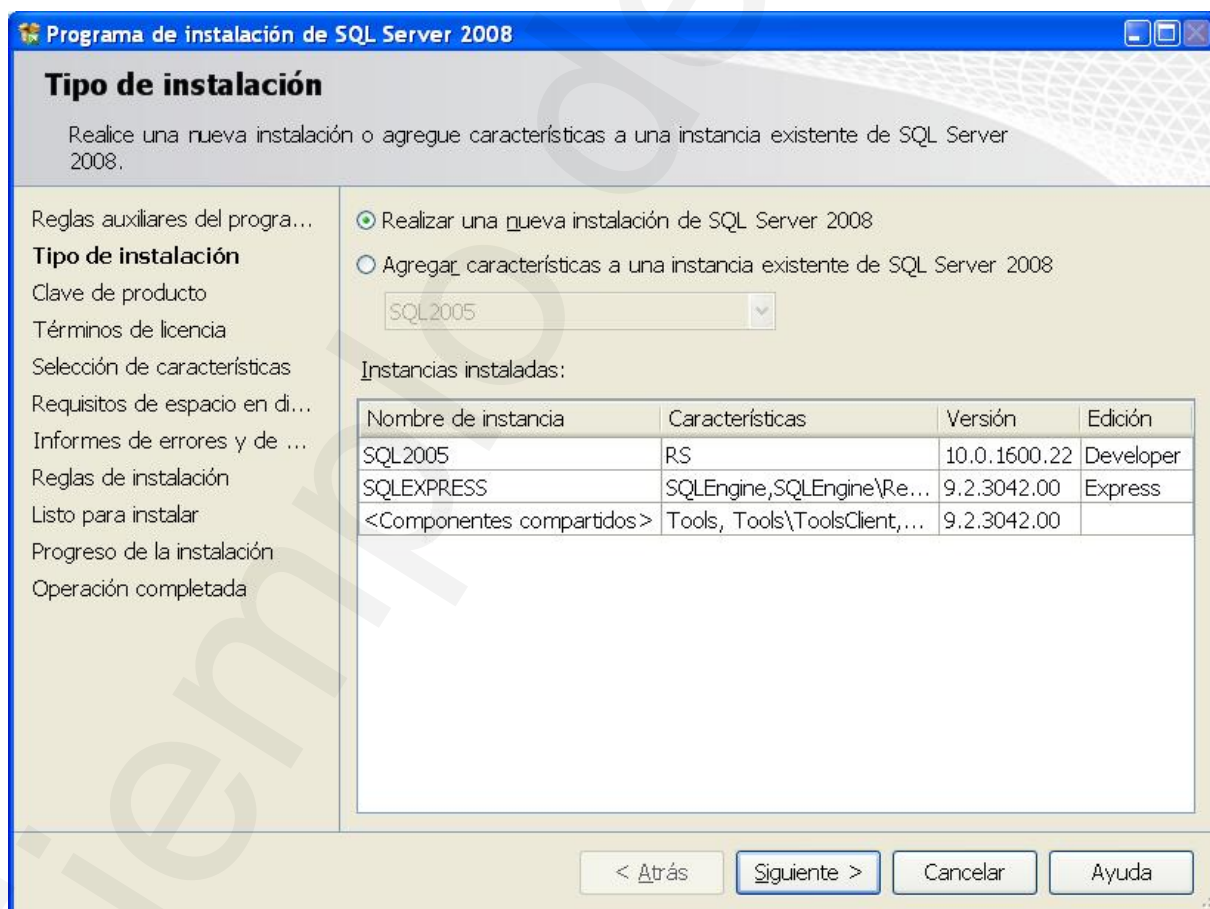 Programa de instalación de SQL Server 2008
Tipo de instalación
Realice una nueva instalación o agregue características a una instancia existente de SQL Server
2008.
Reglas auxiliares del progra...
Tipo de instalación
Clave de producto
Términos de licencia
Selección de características
Requisitos de espacio en di...
Informes de errores y de ...
Reglas de instalación
Listo para instalar
Progreso de la instalación
Operación completada
Realizar una nueva instalación de SQL Server 2008
Agregar características a una instancia existente de SQL Server 2008
SQL2005
Instancias instaladas:
Nombre de instancia Características Versión Edición
SQL2005 RS 10.0.1600.22 Developer
SQLEXPRESS SQLEngine,SQLEngine\Re... 9.2.3042.00 Express
<Componentes compartidos> Tools, Tools\ToolsClient,... 9.2.3042.00
< Atrás Siguiente > Cancelar Ayuda